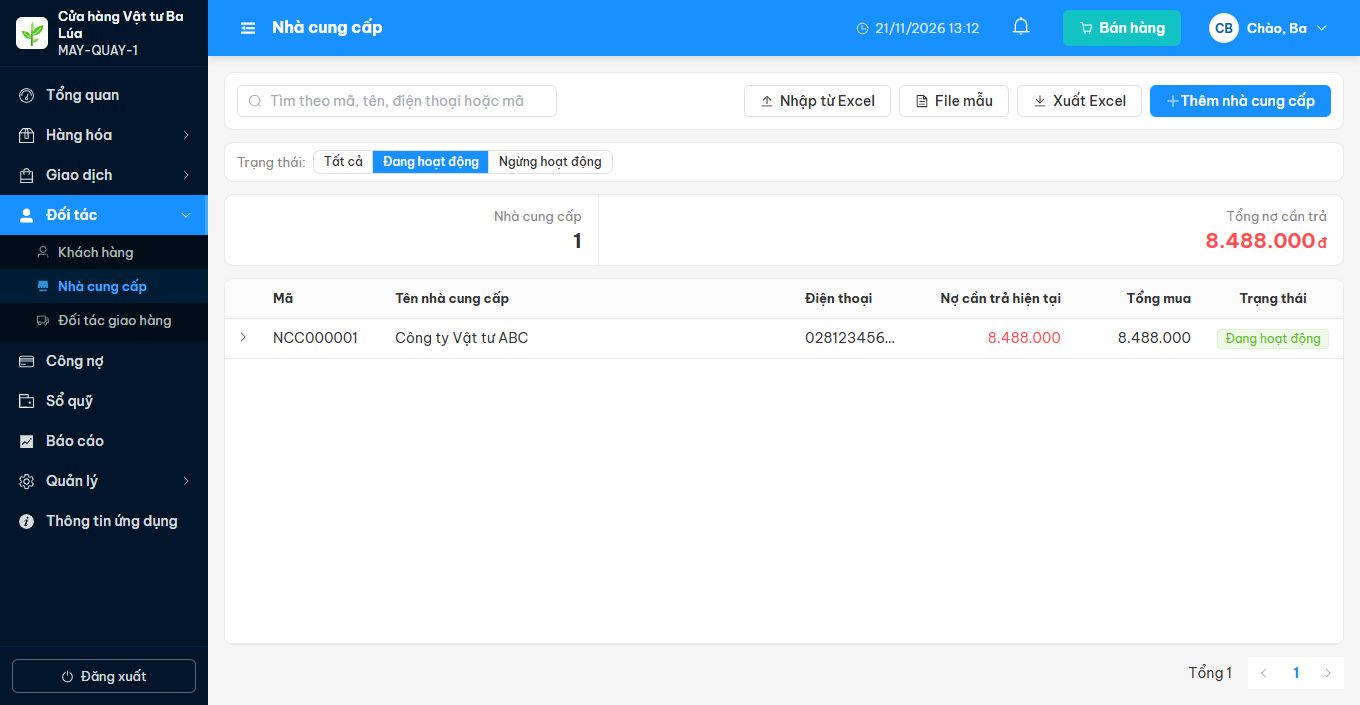 Cửa hàng Vật tư Ba
Lúa
MAY-QUAY-1
Nhà cung cấp
21/11/2026 13:12
Bán hàng
CB
Chào, Ba
Tổng quan
Hàng hóa
Giao dịch
Đối tác
Khách hàng
Nhà cung cấp
Đối tác giao hàng
Công nợ
Sổ quỹ
Báo cáo
Quản lý
Thông tin ứng dụng
Đăng xuất
Tìm theo mã, tên, điện thoại hoặc mã
Nhập từ Excel
File mẫu
Xuất Excel
+Thêm nhà cung cấp
Trạng thái: Tất cả Đang hoạt động Ngừng hoạt động
Nhà cung cấp
1
Tổng nợ cần trả
8.488.000đ
Mã Tên nhà cung cấp Điện thoại Nợ cần trả hiện tại Tổng mua Trạng thái
NCC000001 Công ty Vật tư ABC 028123456... 8.488.000 8.488.000 Đang hoạt động
Tổng 1 1